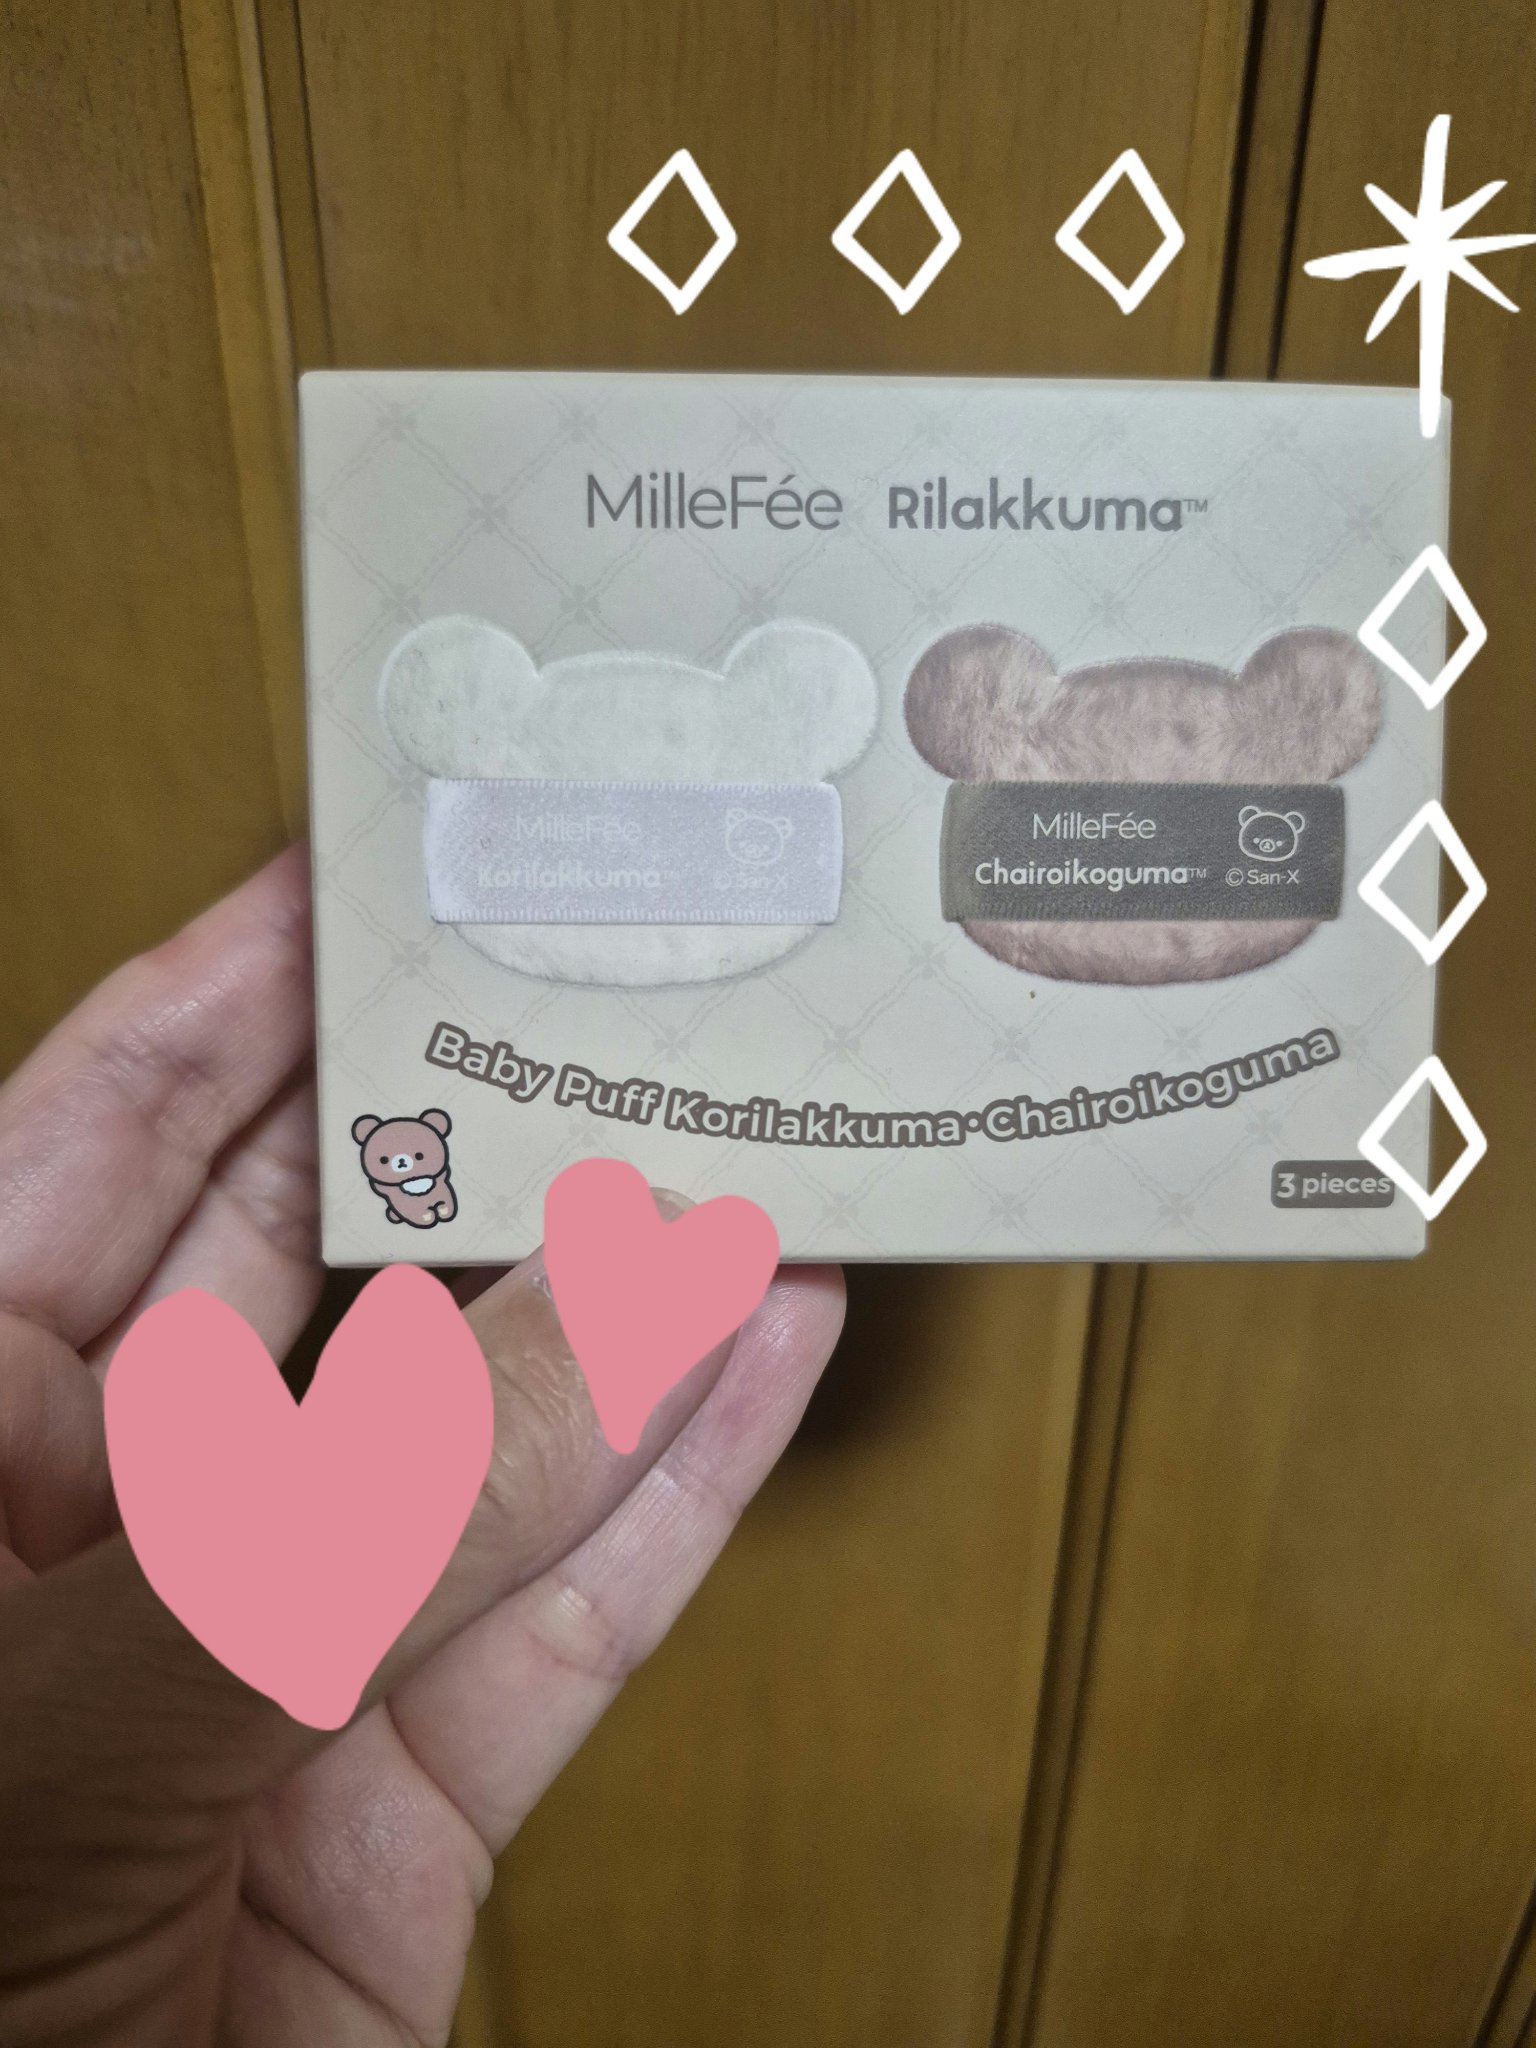 MilleFée Rilakkuma™
MilleFée
Korilakkuma™ © San-X
MilleFée
Chairoikoguma™ © San-X
Baby Puff Korilakkuma・Chairoikoguma
3 pieces